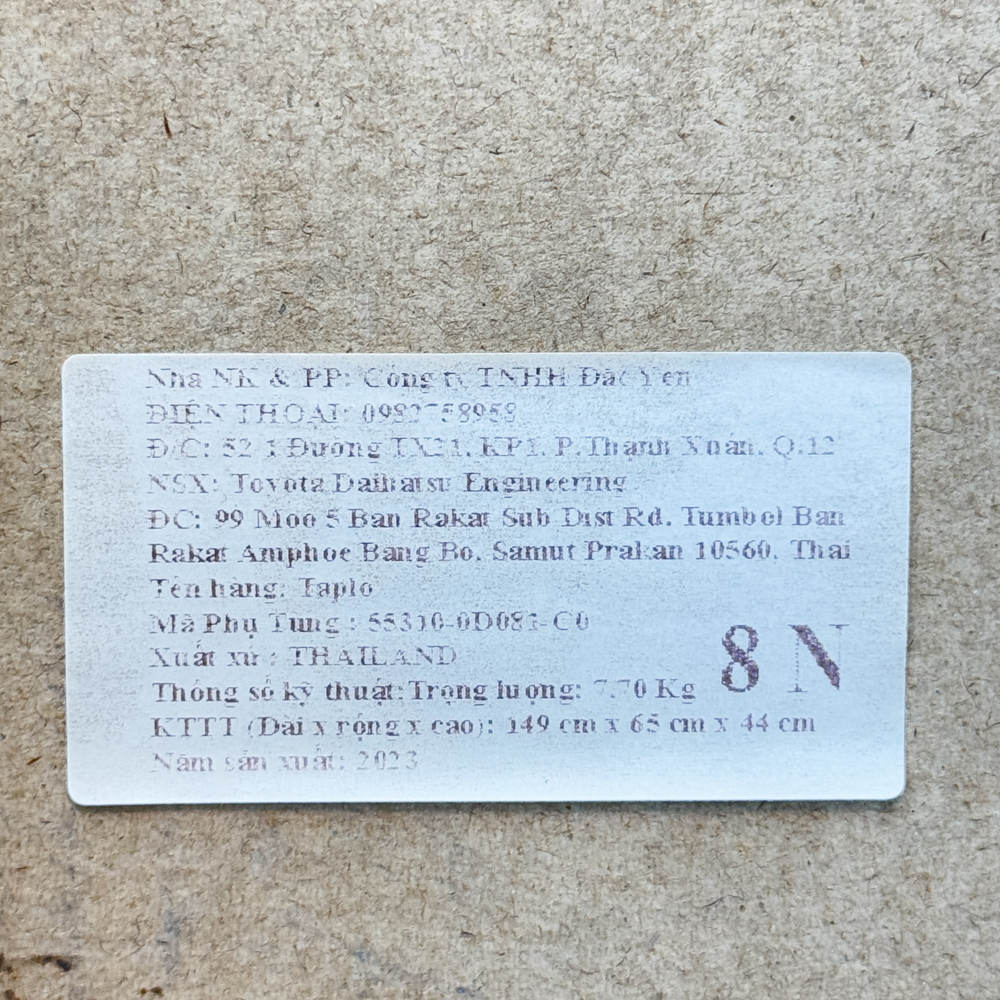 Nhà NK & PP: Công ty TNHH Đắc Yến
ĐIỆN THOẠI: 0982758958
Đ/C: 52 1 Đường TX21, KP1, P.Thạnh Xuân, Q.12
NSX: Toyota Daihatsu Engineering
ĐC: 99 Moo 5 Ban Rakat Sub Dist Rd. Tumbol Ban
Rakat Amphoe Bang Bo, Samut Prakan 10560, Thai
Tên hàng: Taplo
Mã Phụ Tùng : 55310-0D081-C0
Xuất xứ : THAILAND
8 N
Thông số kỹ thuật:Trọng lượng: 7.70 Kg
KTTT (Dài x rộng x cao): 149 cm x 65 cm x 44 cm
Năm sản xuất: 2023